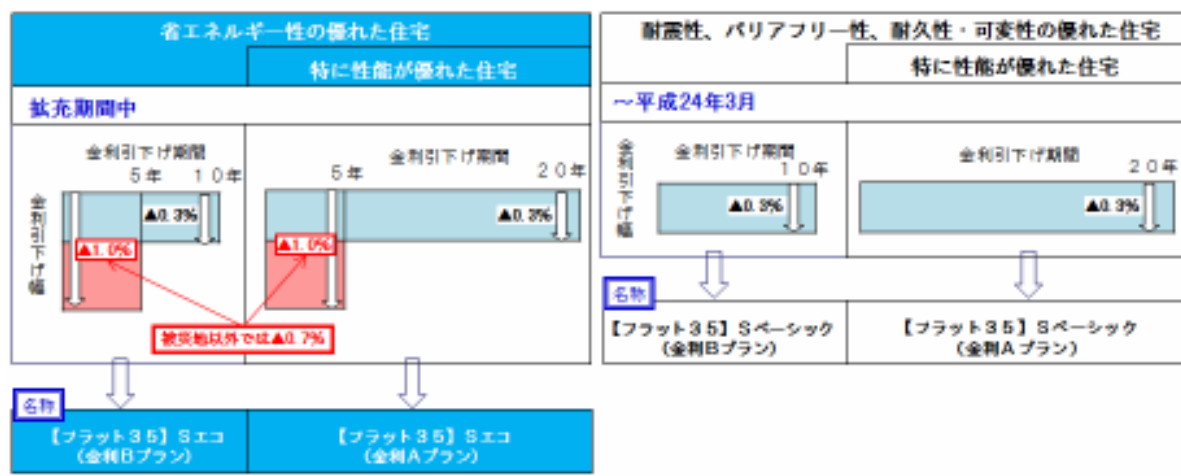 省エネルギー性の優れた住宅
特に性能が優れた住宅
拡充期間中
金利引下げ期間
5年 10年
金利引下げ幅
▲0.3%
▲1.0%
金利引下げ期間
5年 20年
▲0.3%
▲1.0%
被災地以外では▲0.7%
名称
【フラット35】Sエコ
(金利Bプラン)
【フラット35】Sエコ
(金利Aプラン)
耐震性、バリアフリー性、耐久性・可変性の優れた住宅
特に性能が優れた住宅
～平成24年3月
金利引下げ幅
金利引下げ期間
10年
▲0.3%
金利引下げ期間
20年
▲0.3%
名称
【フラット35】Sベーシック
(金利Bプラン)
【フラット35】Sベーシック
(金利Aプラン)